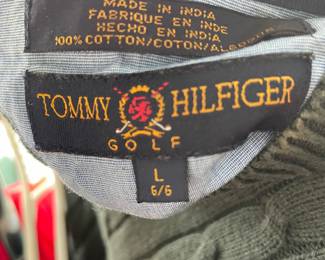 MADE IN INDIA
FABRIQUE EN INDE
HECHO EN INDIA
100% COTTON/COTON/ALGODON
TOMMY HILFIGER
GOLF
L
G/G